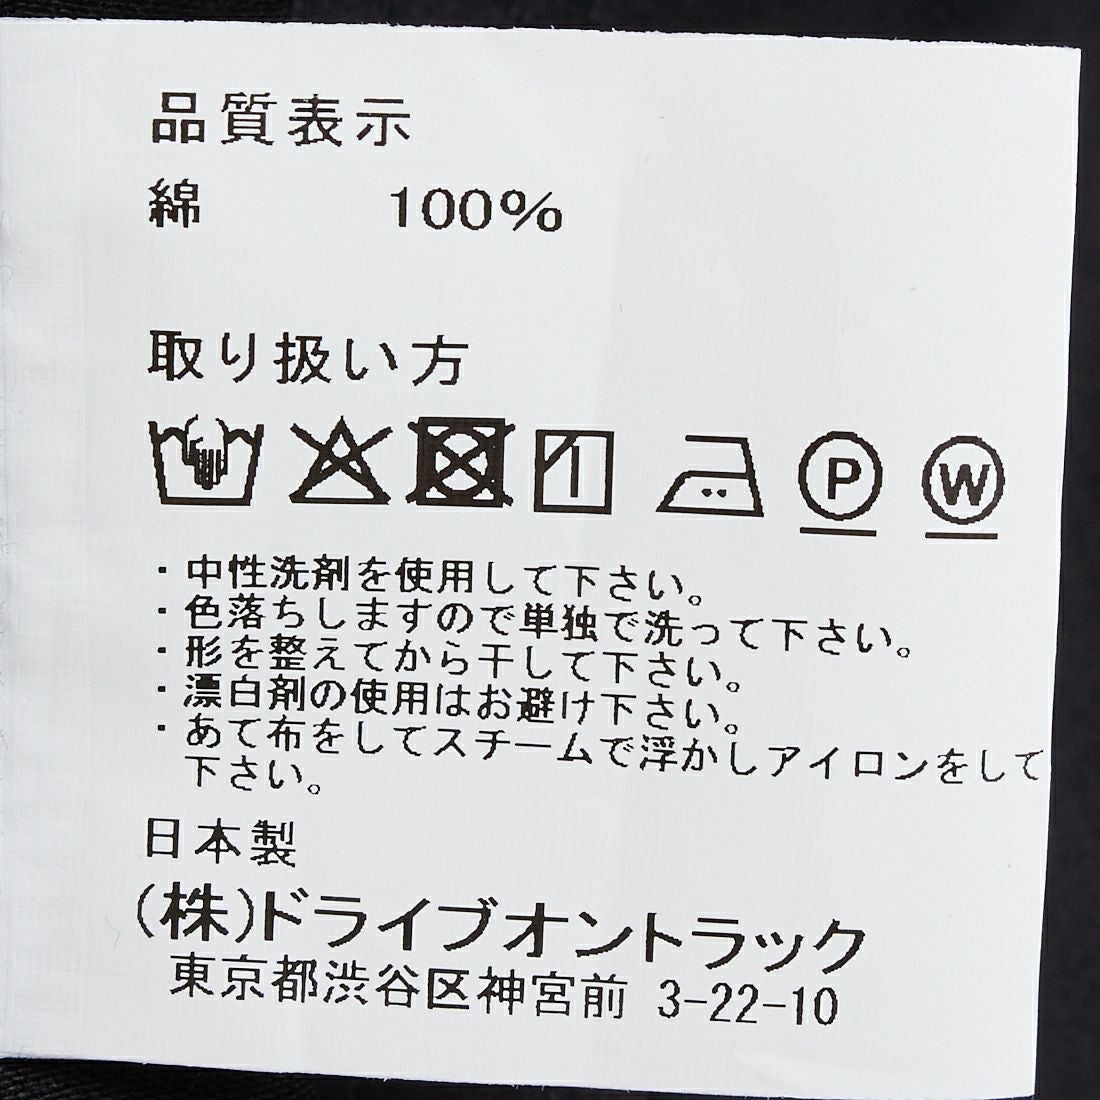 品質表示
綿 100%
取り扱い方
P W
・中性洗剤を使用して下さい。
・色落ちしますので単独で洗って下さい。
・形を整えてから干して下さい。
・漂白剤の使用はお避け下さい。
・あて布をしてスチームで浮かしアイロンをして
下さい。
日本製
(株)ドライブオントラック
東京都渋谷区神宮前 3-22-10